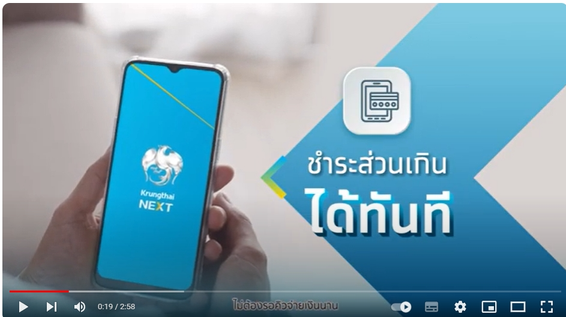 Krungthai
NEXT
ชำระส่วนเกิน
ได้ทันที
ไม่ต้องรอคิวจ่ายเงินนาน
0:19 / 2:58